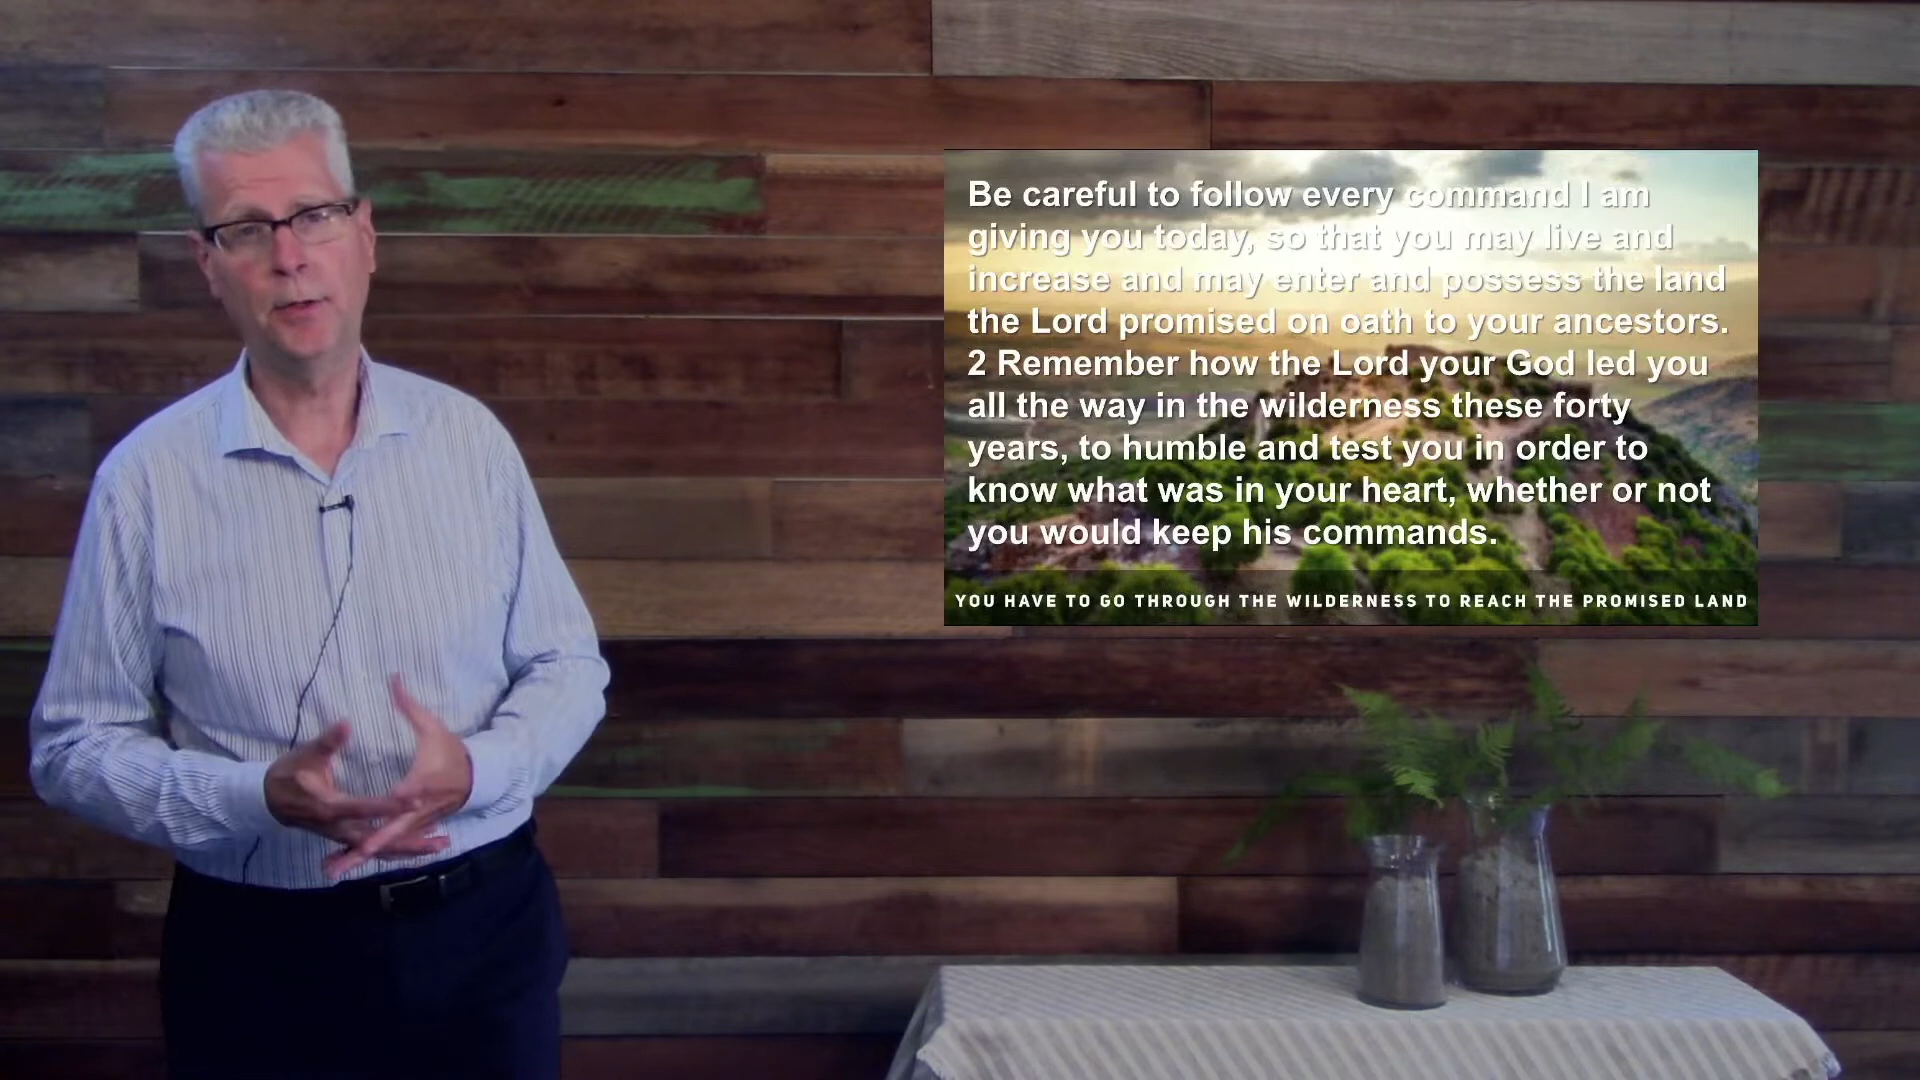 Be careful to follow every command I am
giving you today, so that you may live and
increase and may enter and possess the land
the Lord promised on oath to your ancestors.
2 Remember how the Lord your God led you
all the way in the wilderness these forty
years, to humble and test you in order to
know what was in your heart, whether or not
you would keep his commands.
YOU HAVE TO GO THROUGH THE WILDERNESS TO REACH THE PROMISED LAND